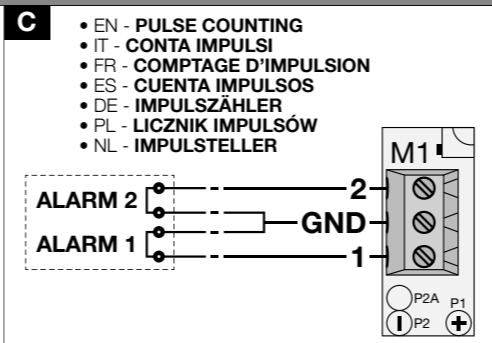 C
• EN - PULSE COUNTING
• IT - CONTA IMPULSI
• FR - COMPTAGE D'IMPULSION
• ES - CUENTA IMPULSOS
• DE - IMPULSZÄHLER
• PL - LICZNIK IMPULSÓW
• NL - IMPULSTELLER
M1
ALARM 2
2
GND
ALARM 1
1
P2A
P1
P2